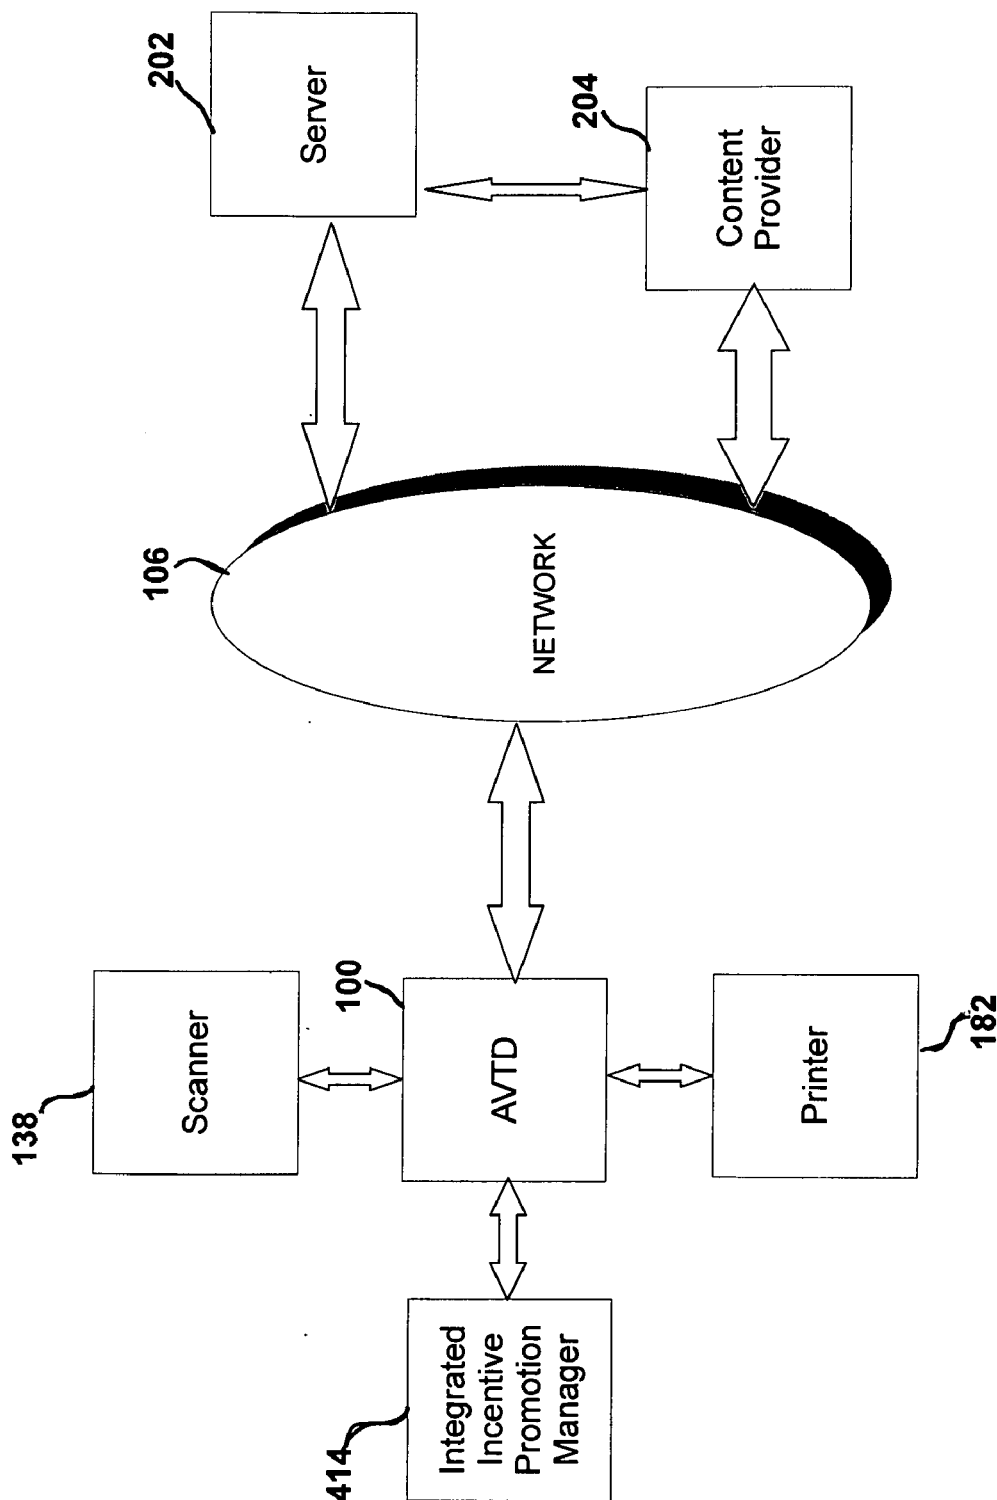 138
Scanner
414
Integrated
Incentive
Promotion
Manager
100
AVTD
Printer
182
106
NETWORK
202
Server
204
Content
Provider